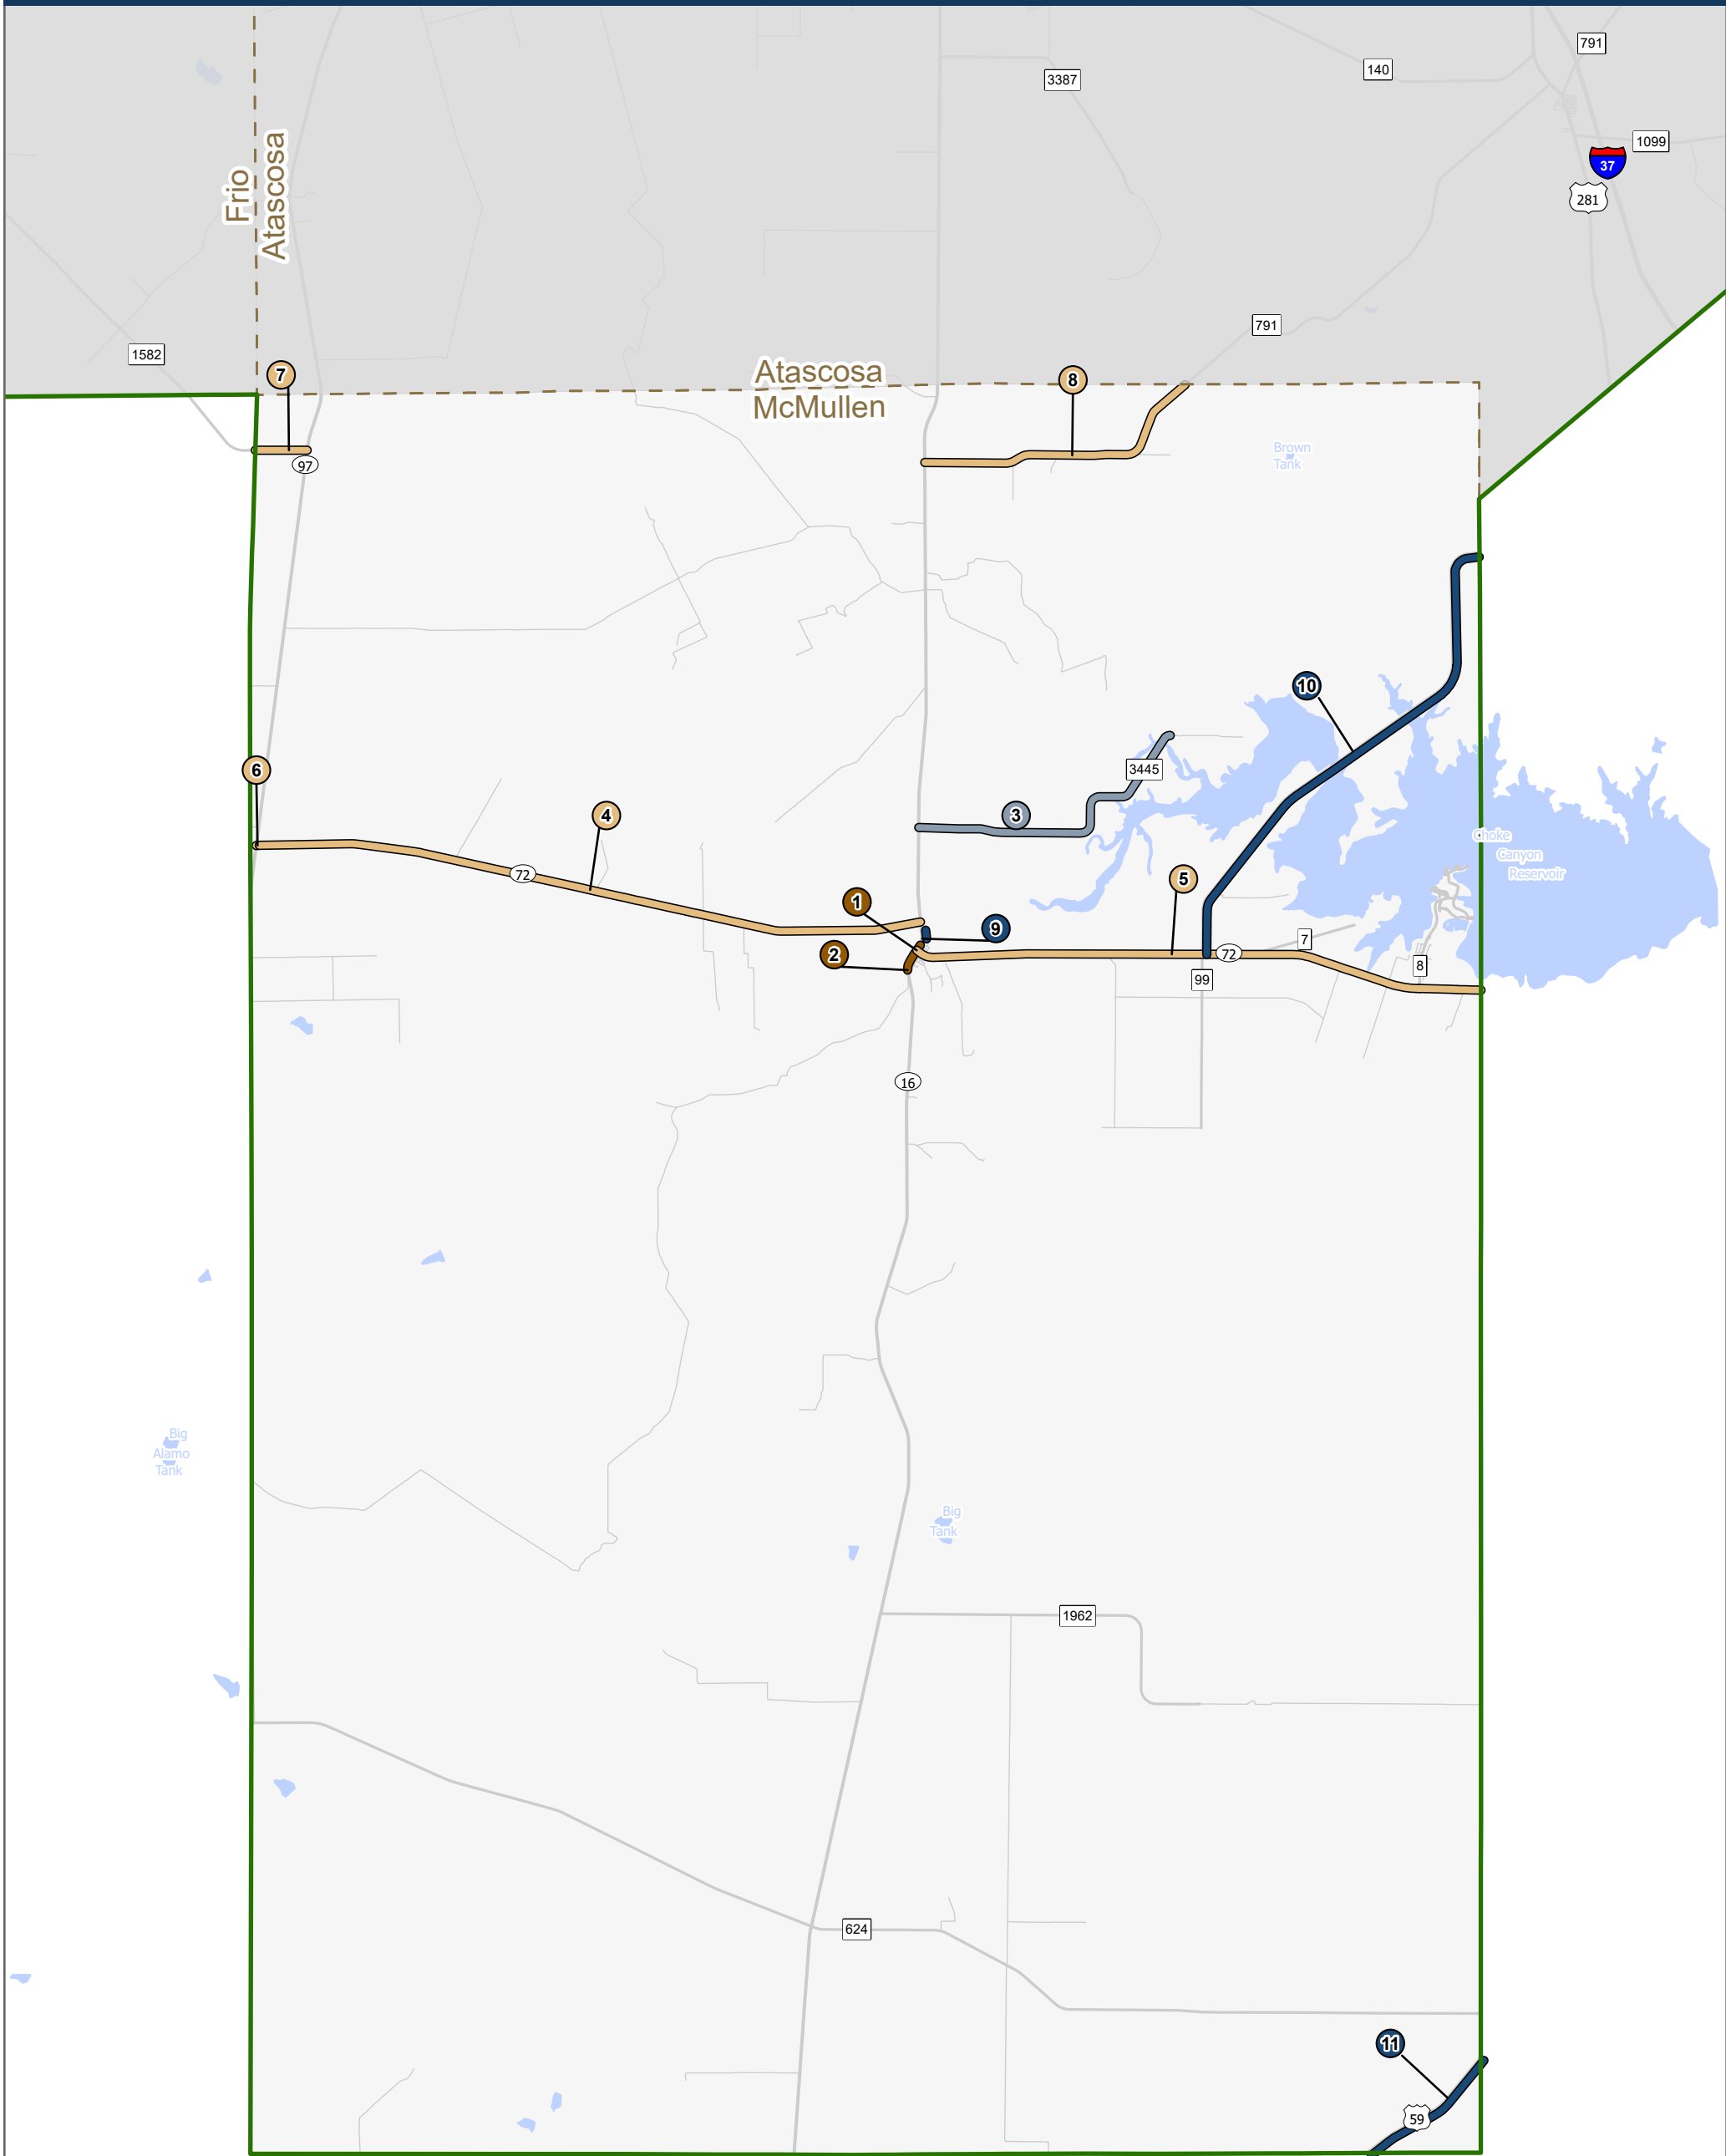 791
140
3387
1099
37
281
Frio
Atascosa
791
1582
7
Atascosa
McMullen
8
97
Brown
Tank
10
6
3445
4
3
Choke
Canyon
Reservoir
72
5
1
9
2
7
72
8
99
16
Big
Alamo
Tank
Big
Tank
1962
624
11
59